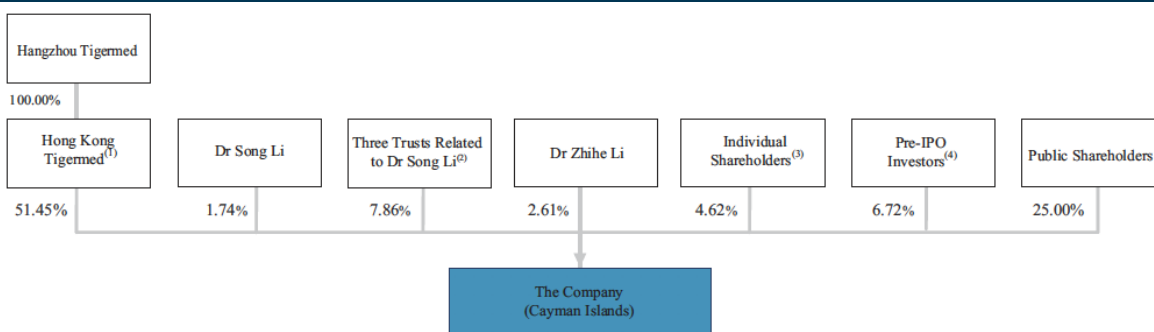 Hangzhou Tigermed
100.00%
Hong Kong
Tigermed(1)
Dr Song Li
Three Trusts Related
to Dr Song Li(2)
Dr Zhihe Li
Individual
Shareholders(3)
Pre-IPO
Investors(4)
Public Shareholders
51.45%
1.74%
7.86%
2.61%
4.62%
6.72%
25.00%
The Company
(Cayman Islands)